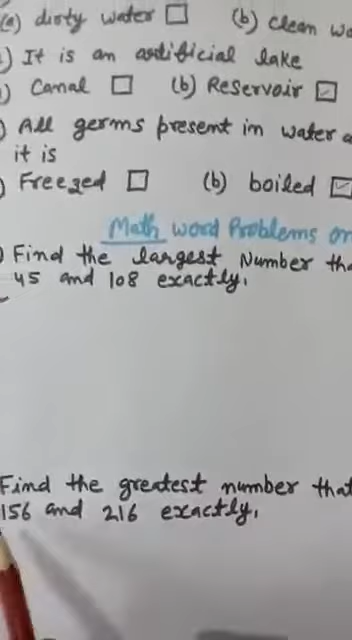 (a) dirty water (b) clean
) It is an artificial lake
) Canal (b) Reservoir
) All germs present in water
it is
) Freezed (b) boiled
Math word Problems on
) Find the largest Number
45 and 108 exactly.
Find the greatest number that
156 and 216 exactly.